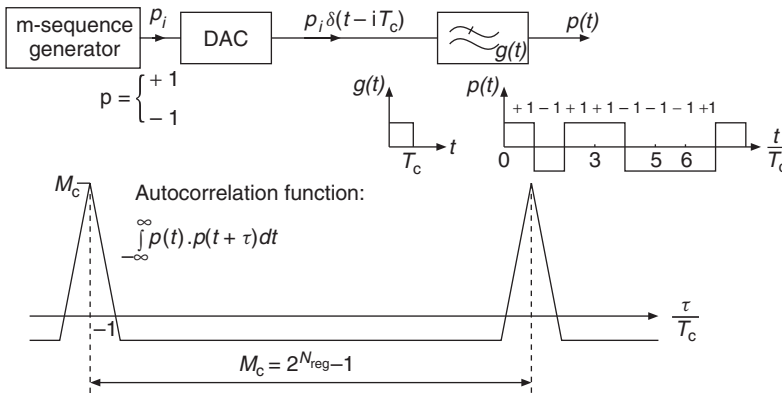 m-sequence
generator
p_i
DAC
p_i δ(t – iT_c)
g(t)
p(t)
p = { + 1
– 1
g(t)
T_c
t
p(t)
+ 1 – 1 + 1 + 1 – 1 – 1 – 1 – 1 +1
0 3 5 6
t/T_c
M_c
Autocorrelation function:
∫_{–∞}^{∞} p(t) . p(t + τ)dt
–1
τ/T_c
M_c = 2^{N_reg}–1